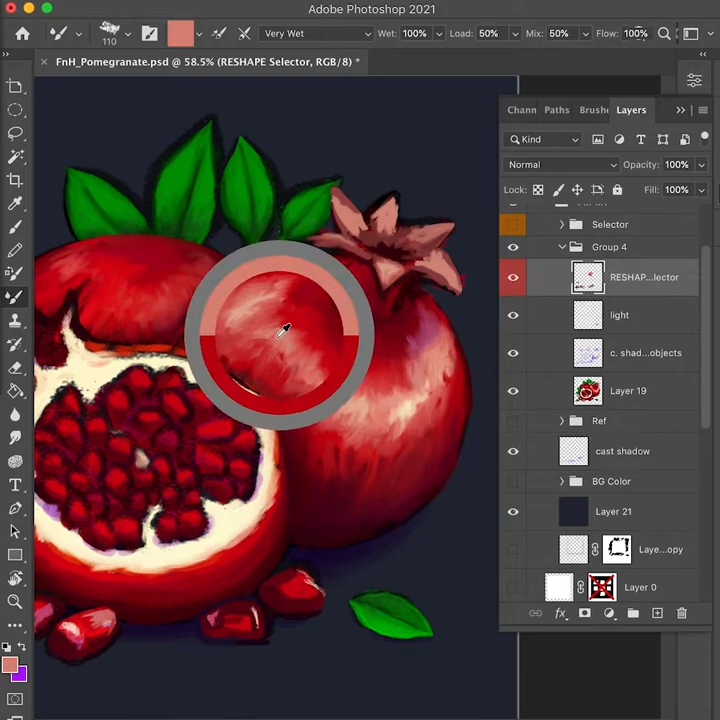 Adobe Photoshop 2021
110
Very Wet
Wet: 100%
Load: 50%
Mix: 50%
Flow: 100%
× FnH_Pomegranate.psd @ 58.5% (RESHAPE Selector, RGB/8) *
Chann
Paths
Brushe
Layers
Kind
Normal
Opacity: 100%
Lock:
Fill: 100%
Selector
Group 4
RESHAP...lector
light
c. shad...objects
Layer 19
Ref
cast shadow
BG Color
Layer 21
Laye...opy
Layer 0
fx